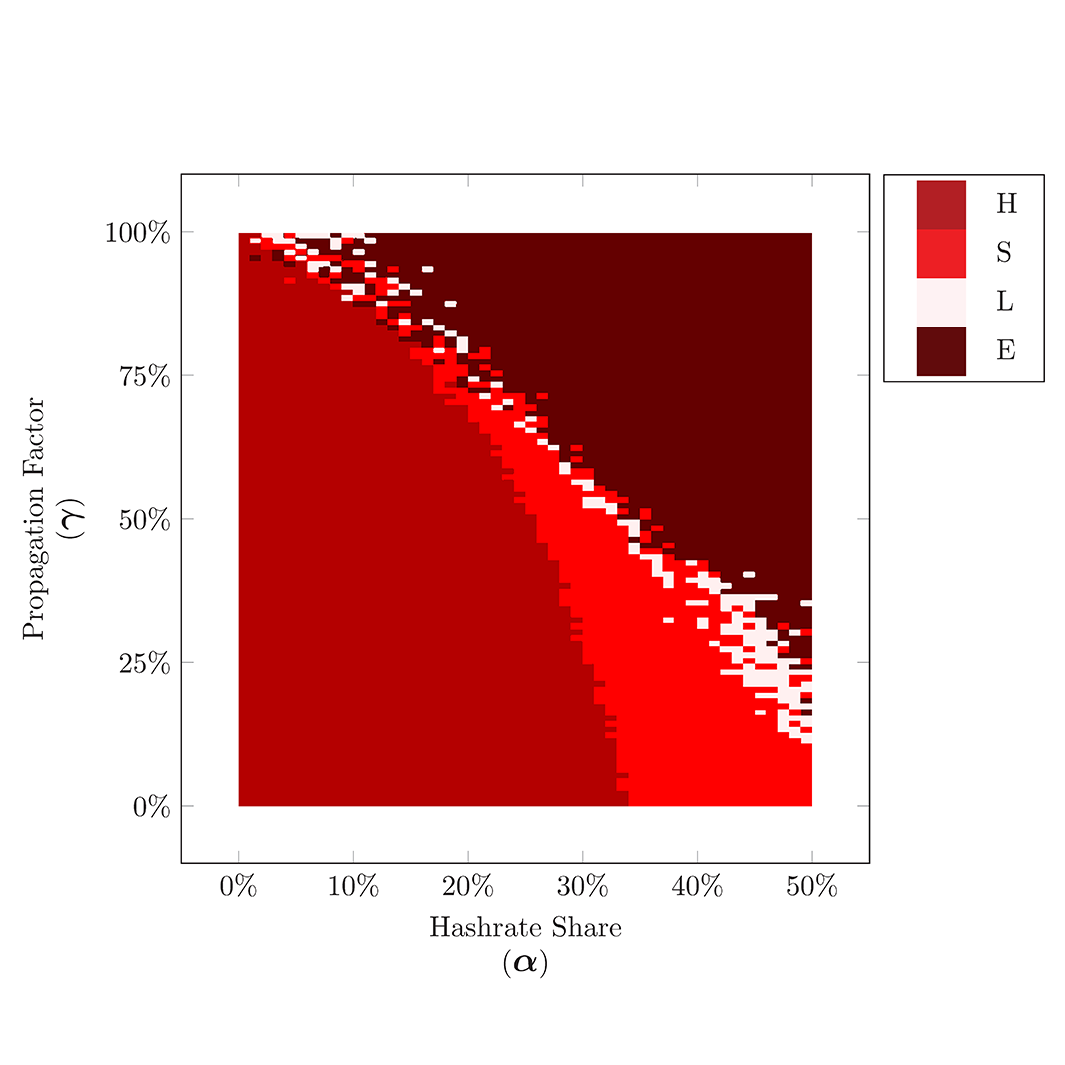 100%
75%
50%
25%
0%
0%
10%
20%
30%
40%
50%
Propagation Factor
(γ)
Hashrate Share
(α)
H
S
L
E